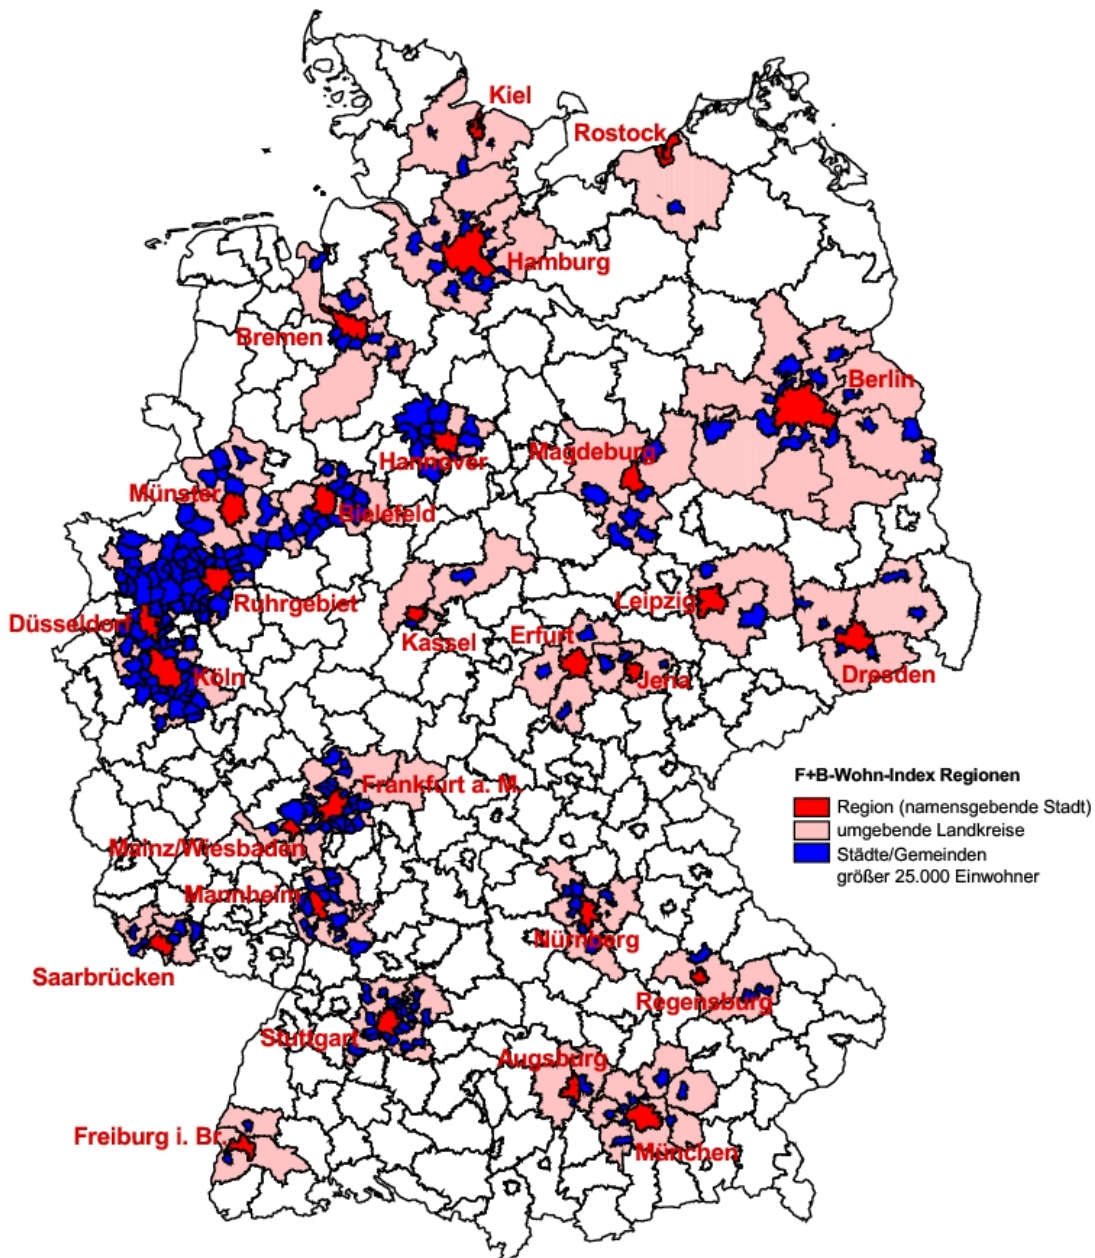 Kiel
Rostock
Hamburg
Bremen
Berlin
Hannover
Magdeburg
Münster
Bielefeld
Ruhrgebiet
Leipzig
Düsseldorf
Kassel
Erfurt
Köln
Jena
Dresden
Frankfurt a. M.
Mainz/Wiesbaden
Mannheim
Nürnberg
Saarbrücken
Regensburg
Stuttgart
Augsburg
Freiburg i. Br.
München
F+B-Wohn-Index Regionen
Region (namensgebende Stadt)
umgebende Landkreise
Städte/Gemeinden
größer 25.000 Einwohner